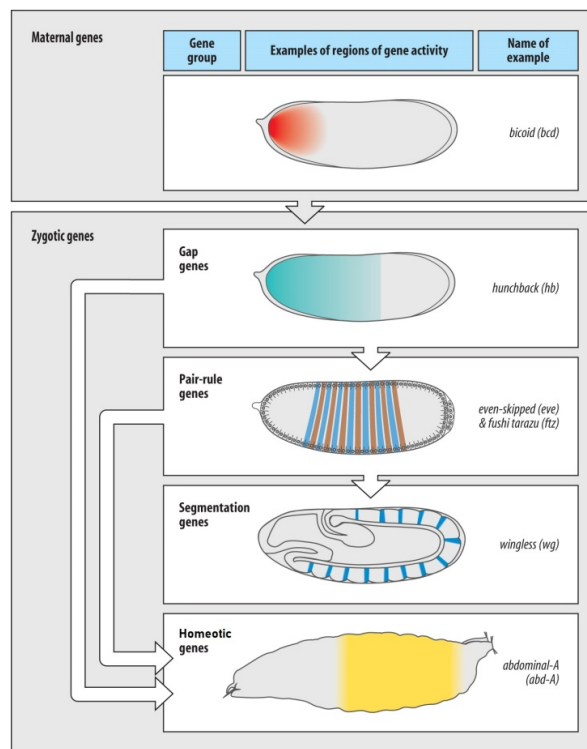 Maternal genes
Gene
group
Examples of regions of gene activity
Name of
example
bicoid (bcd)
Zygotic genes
Gap
genes
hunchback (hb)
Pair-rule
genes
even-skipped (eve)
& fushi tarazu (ftz)
Segmentation
genes
wingless (wg)
Homeotic
genes
abdominal-A
(abd-A)